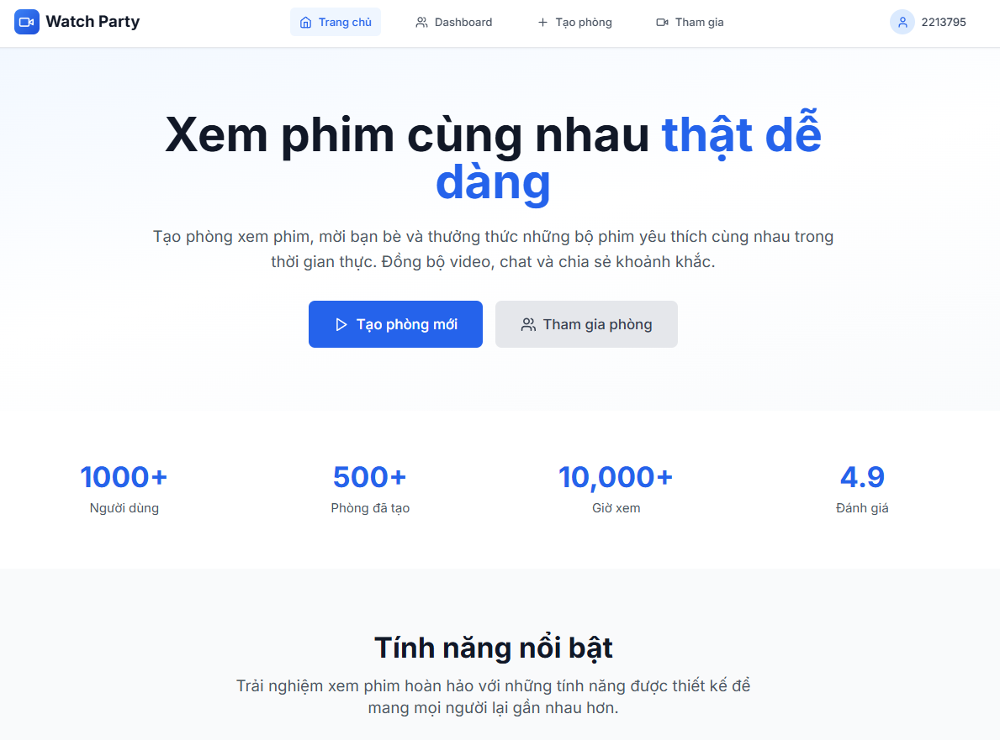 Watch Party
Trang chủ
Dashboard
Tạo phòng
Tham gia
2213795
Xem phim cùng nhau thật dễ
dàng
Tạo phòng xem phim, mời bạn bè và thưởng thức những bộ phim yêu thích cùng nhau trong
thời gian thực. Đồng bộ video, chat và chia sẻ khoảnh khắc.
Tạo phòng mới
Tham gia phòng
1000+
Người dùng
500+
Phòng đã tạo
10,000+
Giờ xem
4.9
Đánh giá
Tính năng nổi bật
Trải nghiệm xem phim hoàn hảo với những tính năng được thiết kế để
mang mọi người lại gần nhau hơn.